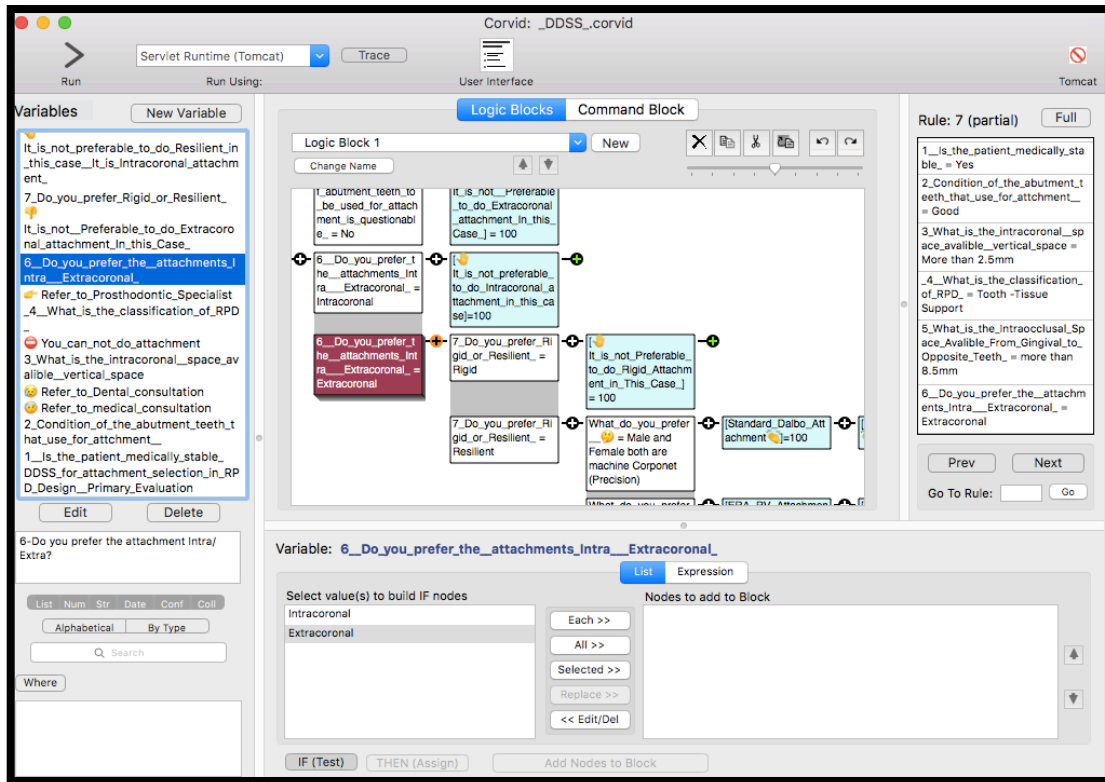 Corvid: _DDSS_.corvid
Servlet Runtime (Tomcat)
Trace
Run
Run Using:
User Interface
Tomcat
Variables
New Variable
It_is_not_preferable_to_do_Resilient_in
_this_case__It_is_Intracoronal_attachm
ent_
7_Do_you_prefer_Rigid_or_Resilient_
👎
It_is_not__Preferable_to_do_Extracoro
nal_attachment_In_this_Case_
6__Do_you_prefer_the__attachments_I
ntra___Extracoronal_
👉 Refer_to_Prosthodontic_Specialist
_4__What_is_the_classification_of_RPD
_
⛔ You_can_not_do_attachment
3_What_is_the_intracoronal__space_av
alible__vertical_space
😥 Refer_to_Dental_consultation
🤕 Refer_to_medical_consultation
2_Condition_of_the_abutment_teeth_t
hat_use_for_attchment__
1__Is_the_patient_medically_stable_
DDSS_for_attachment_selection_in_RP
D_Design__Primary_Evaluation
Edit
Delete
6-Do you prefer the attachment Intra/
Extra?
List Num Str Date Conf Coll
Alphabetical
By Type
Search
Where
Logic Blocks
Command Block
Logic Block 1
New
Change Name
f_abutment_teeth_to
_be_used_for_attach
ment_is_questionabl
e_ = No
It_is_not__Preferable
_to_do_Extracoronal
_attachment_In_this_
Case_] = 100
6__Do_you_prefer_t
he__attachments_Int
ra___Extracoronal_ =
Intracoronal
[🤚
It_is_not_preferable_
to_do_Intracoronal_a
ttachment_in_this_ca
se]=100
6__Do_you_prefer_t
he__attachments_Int
ra___Extracoronal_ =
Extracoronal
7_Do_you_prefer_Ri
gid_or_Resilient_ =
Rigid
[🤚
It_is_not_Preferable_
to_do_Rigid_Attachm
ent_in_This_Case_]
= 100
7_Do_you_prefer_Ri
gid_or_Resilient_ =
Resilient
What_do_you_prefer
__🤔 = Male and
Female both are
machine Corponet
(Precision)
[Standard_Dalbo_Att
achment👏]=100
[
What_do_you_prefer
[ERA_RV_Attachmen
Rule: 7 (partial)
Full
1__Is_the_patient_medically_sta
ble_ = Yes
2_Condition_of_the_abutment_t
eeth_that_use_for_attchment__
= Good
3_What_is_the_intracoronal__sp
ace_avalible__vertical_space =
More than 2.5mm
_4__What_is_the_classification_
of_RPD_ = Tooth -Tissue
Support
5_What_is_the_Intraocclusal_Sp
ace_Avalible_From_Gingival_to_
Opposite_Teeth_ = more than
8.5mm
6__Do_you_prefer_the__attachm
ents_Intra___Extracoronal_ =
Extracoronal
Prev
Next
Go To Rule:
Go
Variable: 6__Do_you_prefer_the__attachments_Intra___Extracoronal_
List
Expression
Select value(s) to build IF nodes
Intracoronal
Extracoronal
Each >>
All >>
Selected >>
Replace >>
<< Edit/Del
Nodes to add to Block
IF (Test)
THEN (Assign)
Add Nodes to Block